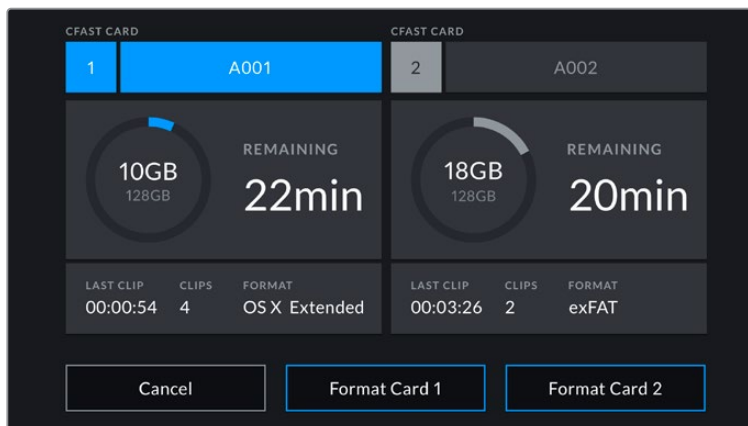 CFAST CARD
1 A001
10GB
128GB
REMAINING
22min
LAST CLIP CLIPS FORMAT
00:00:54 4 OS X Extended
CFAST CARD
2 A002
18GB
128GB
REMAINING
20min
LAST CLIP CLIPS FORMAT
00:03:26 2 exFAT
Cancel Format Card 1 Format Card 2